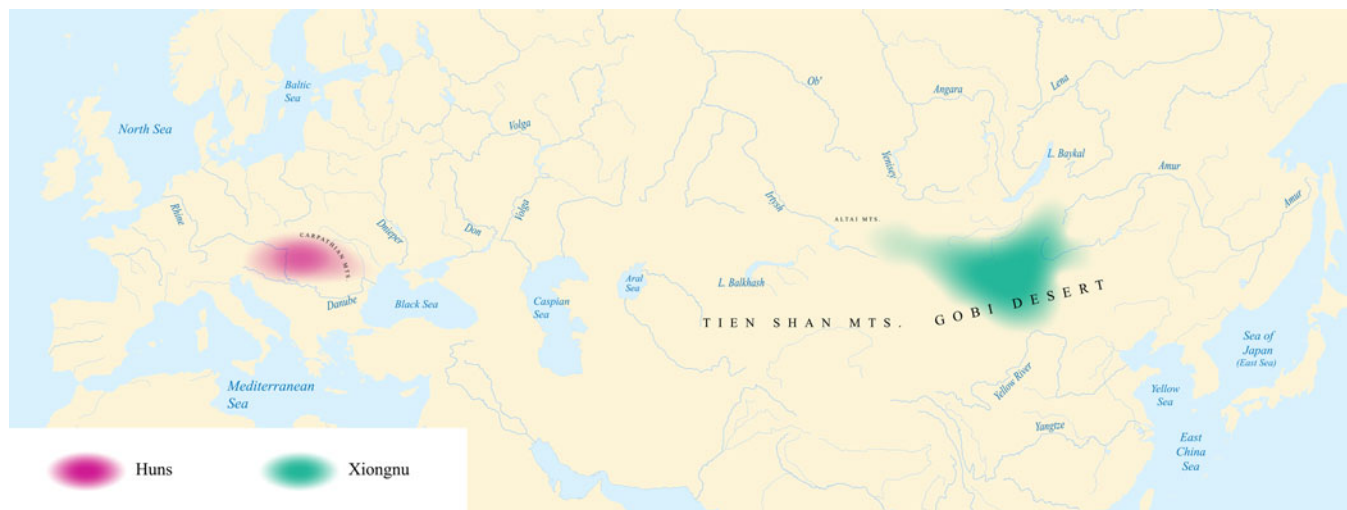 Baltic
Sea
North Sea
Volga
Ob'
Angara
Lena
L. Baykal
Yenisey
Amur
Amur
Rhine
Irtysh
Volga
ALTAI MTS.
Dnieper
Don
CARPATHIAN MTS.
Danube
Black Sea
Caspian
Sea
Aral
Sea
L. Balkhash
GOBI DESERT
TIEN SHAN MTS.
Sea of
Japan
(East Sea)
Yellow River
Mediterranean
Sea
Yellow
Sea
Yangtze
East
China
Sea
Huns
Xiongnu